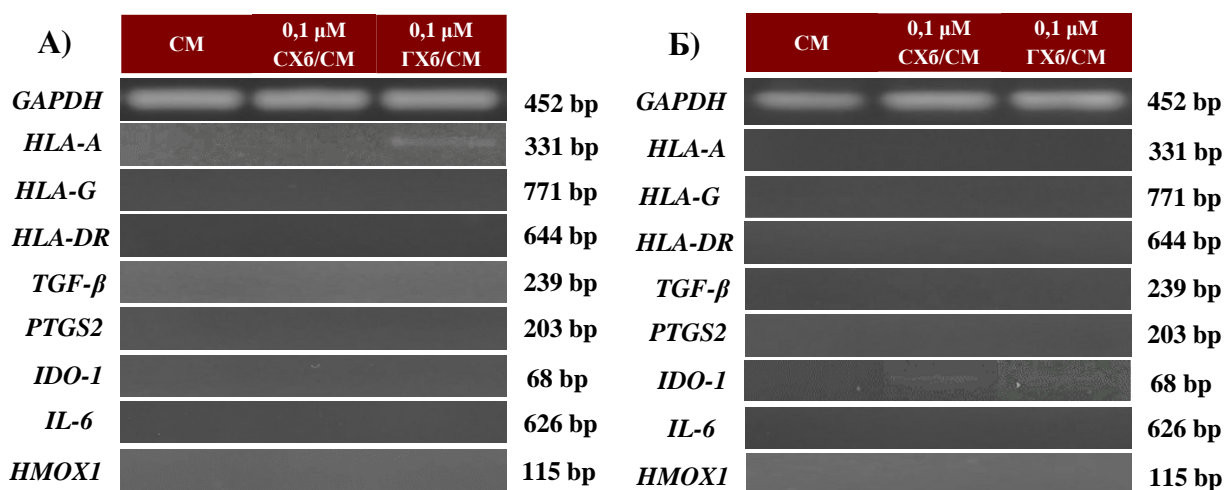 А)
СМ
0,1 μM
СХб/СМ
0,1 μM
ГХб/СМ
GAPDH
452 bp
HLA-A
331 bp
HLA-G
771 bp
HLA-DR
644 bp
TGF-β
239 bp
PTGS2
203 bp
IDO-1
68 bp
IL-6
626 bp
HMOX1
115 bp
Б)
СМ
0,1 μM
СХб/СМ
0,1 μM
ГХб/СМ
GAPDH
452 bp
HLA-A
331 bp
HLA-G
771 bp
HLA-DR
644 bp
TGF-β
239 bp
PTGS2
203 bp
IDO-1
68 bp
IL-6
626 bp
HMOX1
115 bp